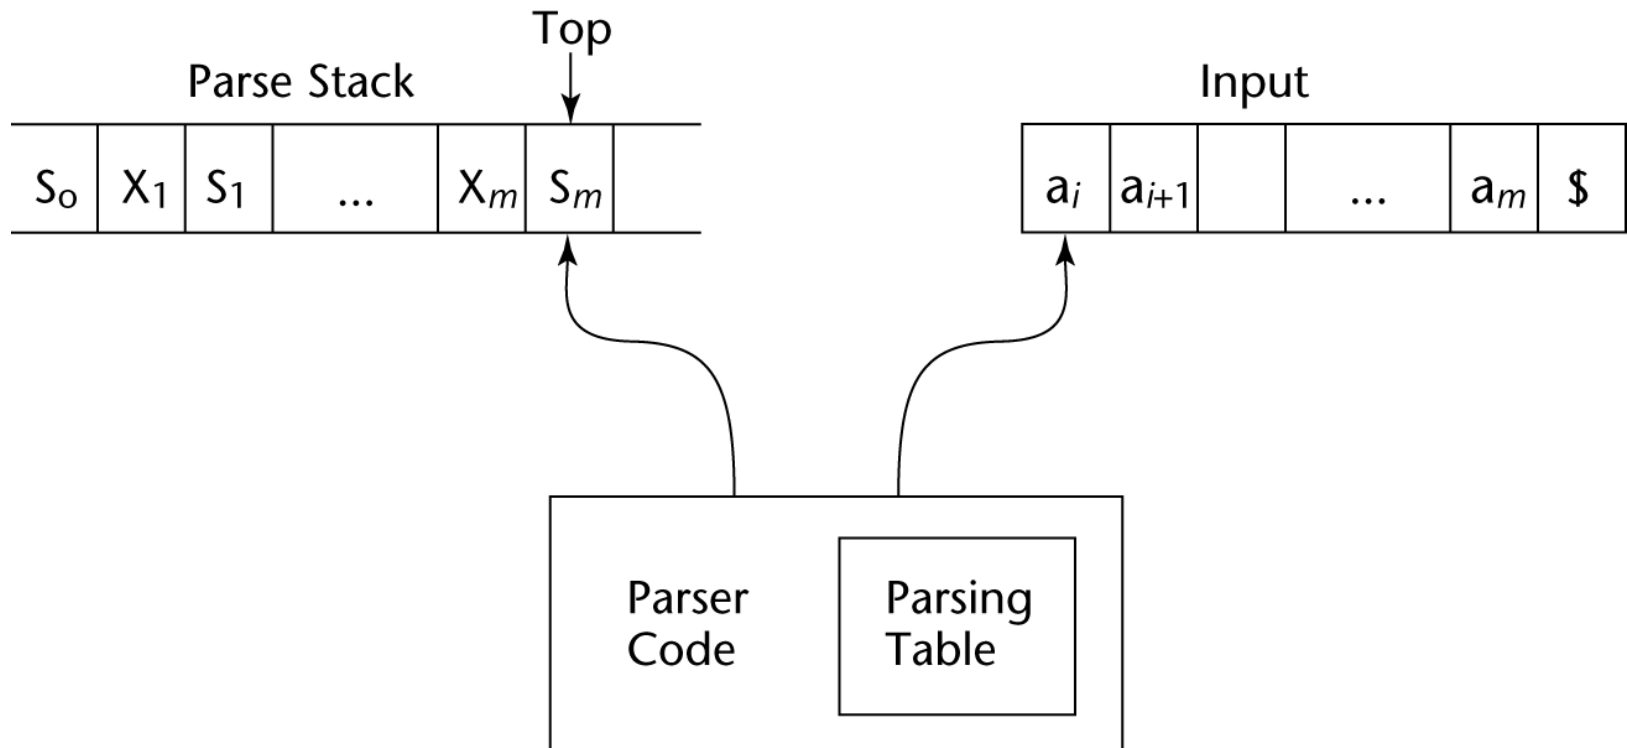 Top
Parse Stack
Input
S₀ X₁ S₁ ... Xₘ Sₘ
aᵢ aᵢ₊₁ ... aₘ $
Parser
Code
Parsing
Table